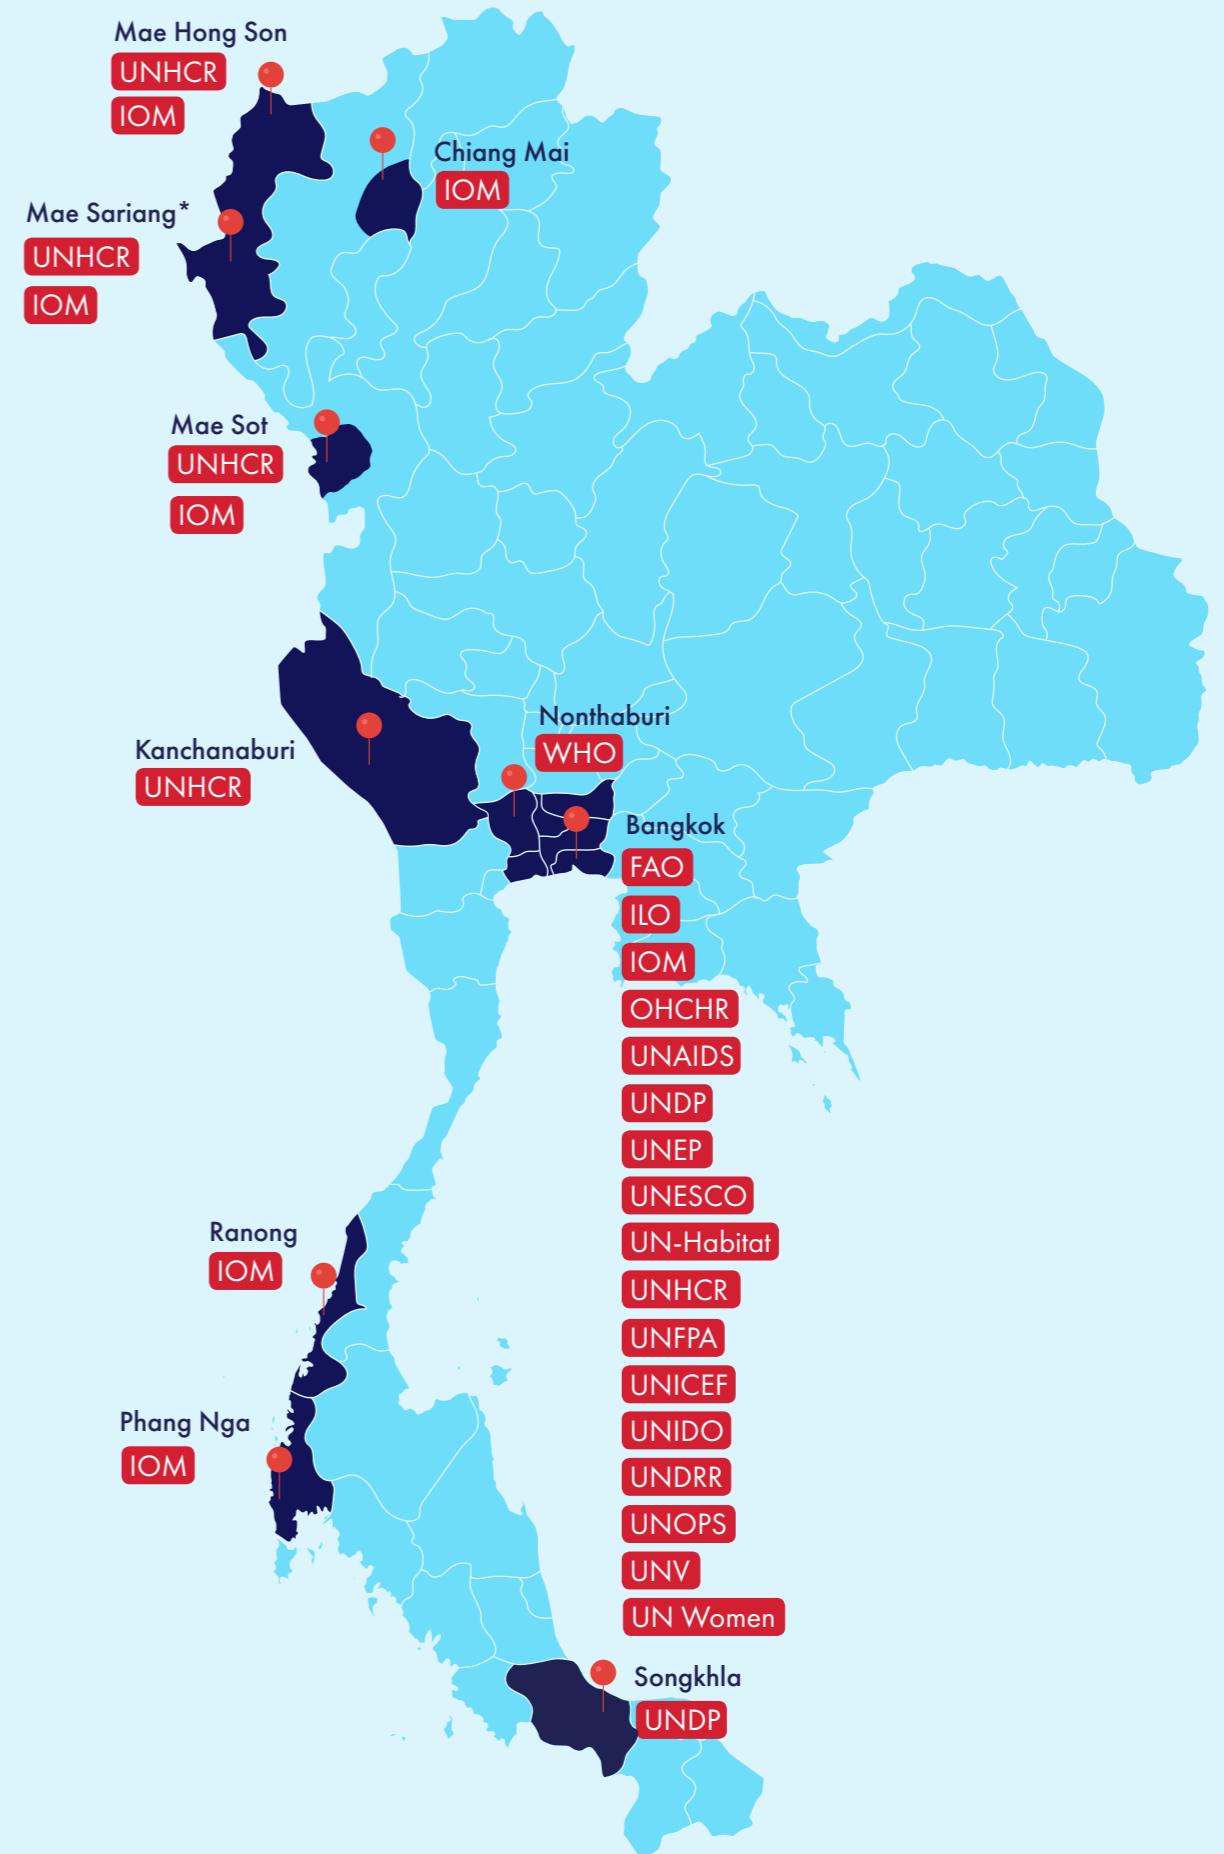 Mae Hong Son
UNHCR
IOM
Chiang Mai
IOM
Mae Sariang*
UNHCR
IOM
Mae Sot
UNHCR
IOM
Kanchanaburi
UNHCR
Nonthaburi
WHO
Bangkok
FAO
ILO
IOM
OHCHR
UNAIDS
UNDP
UNEP
UNESCO
UN-Habitat
UNHCR
UNFPA
UNICEF
UNIDO
UNDRR
UNOPS
UNV
UN Women
Ranong
IOM
Phang Nga
IOM
Songkhla
UNDP